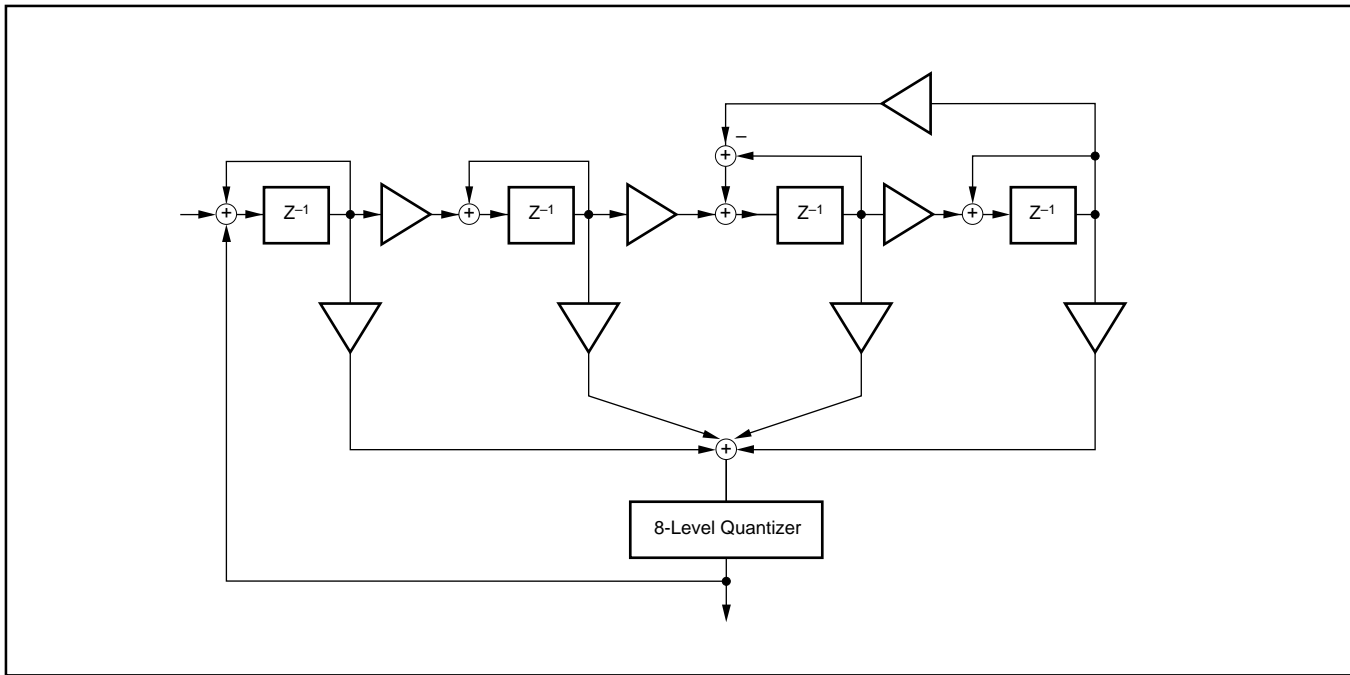 –
+
+
+
+
+
Z–1
Z–1
Z–1
Z–1
+
8-Level Quantizer